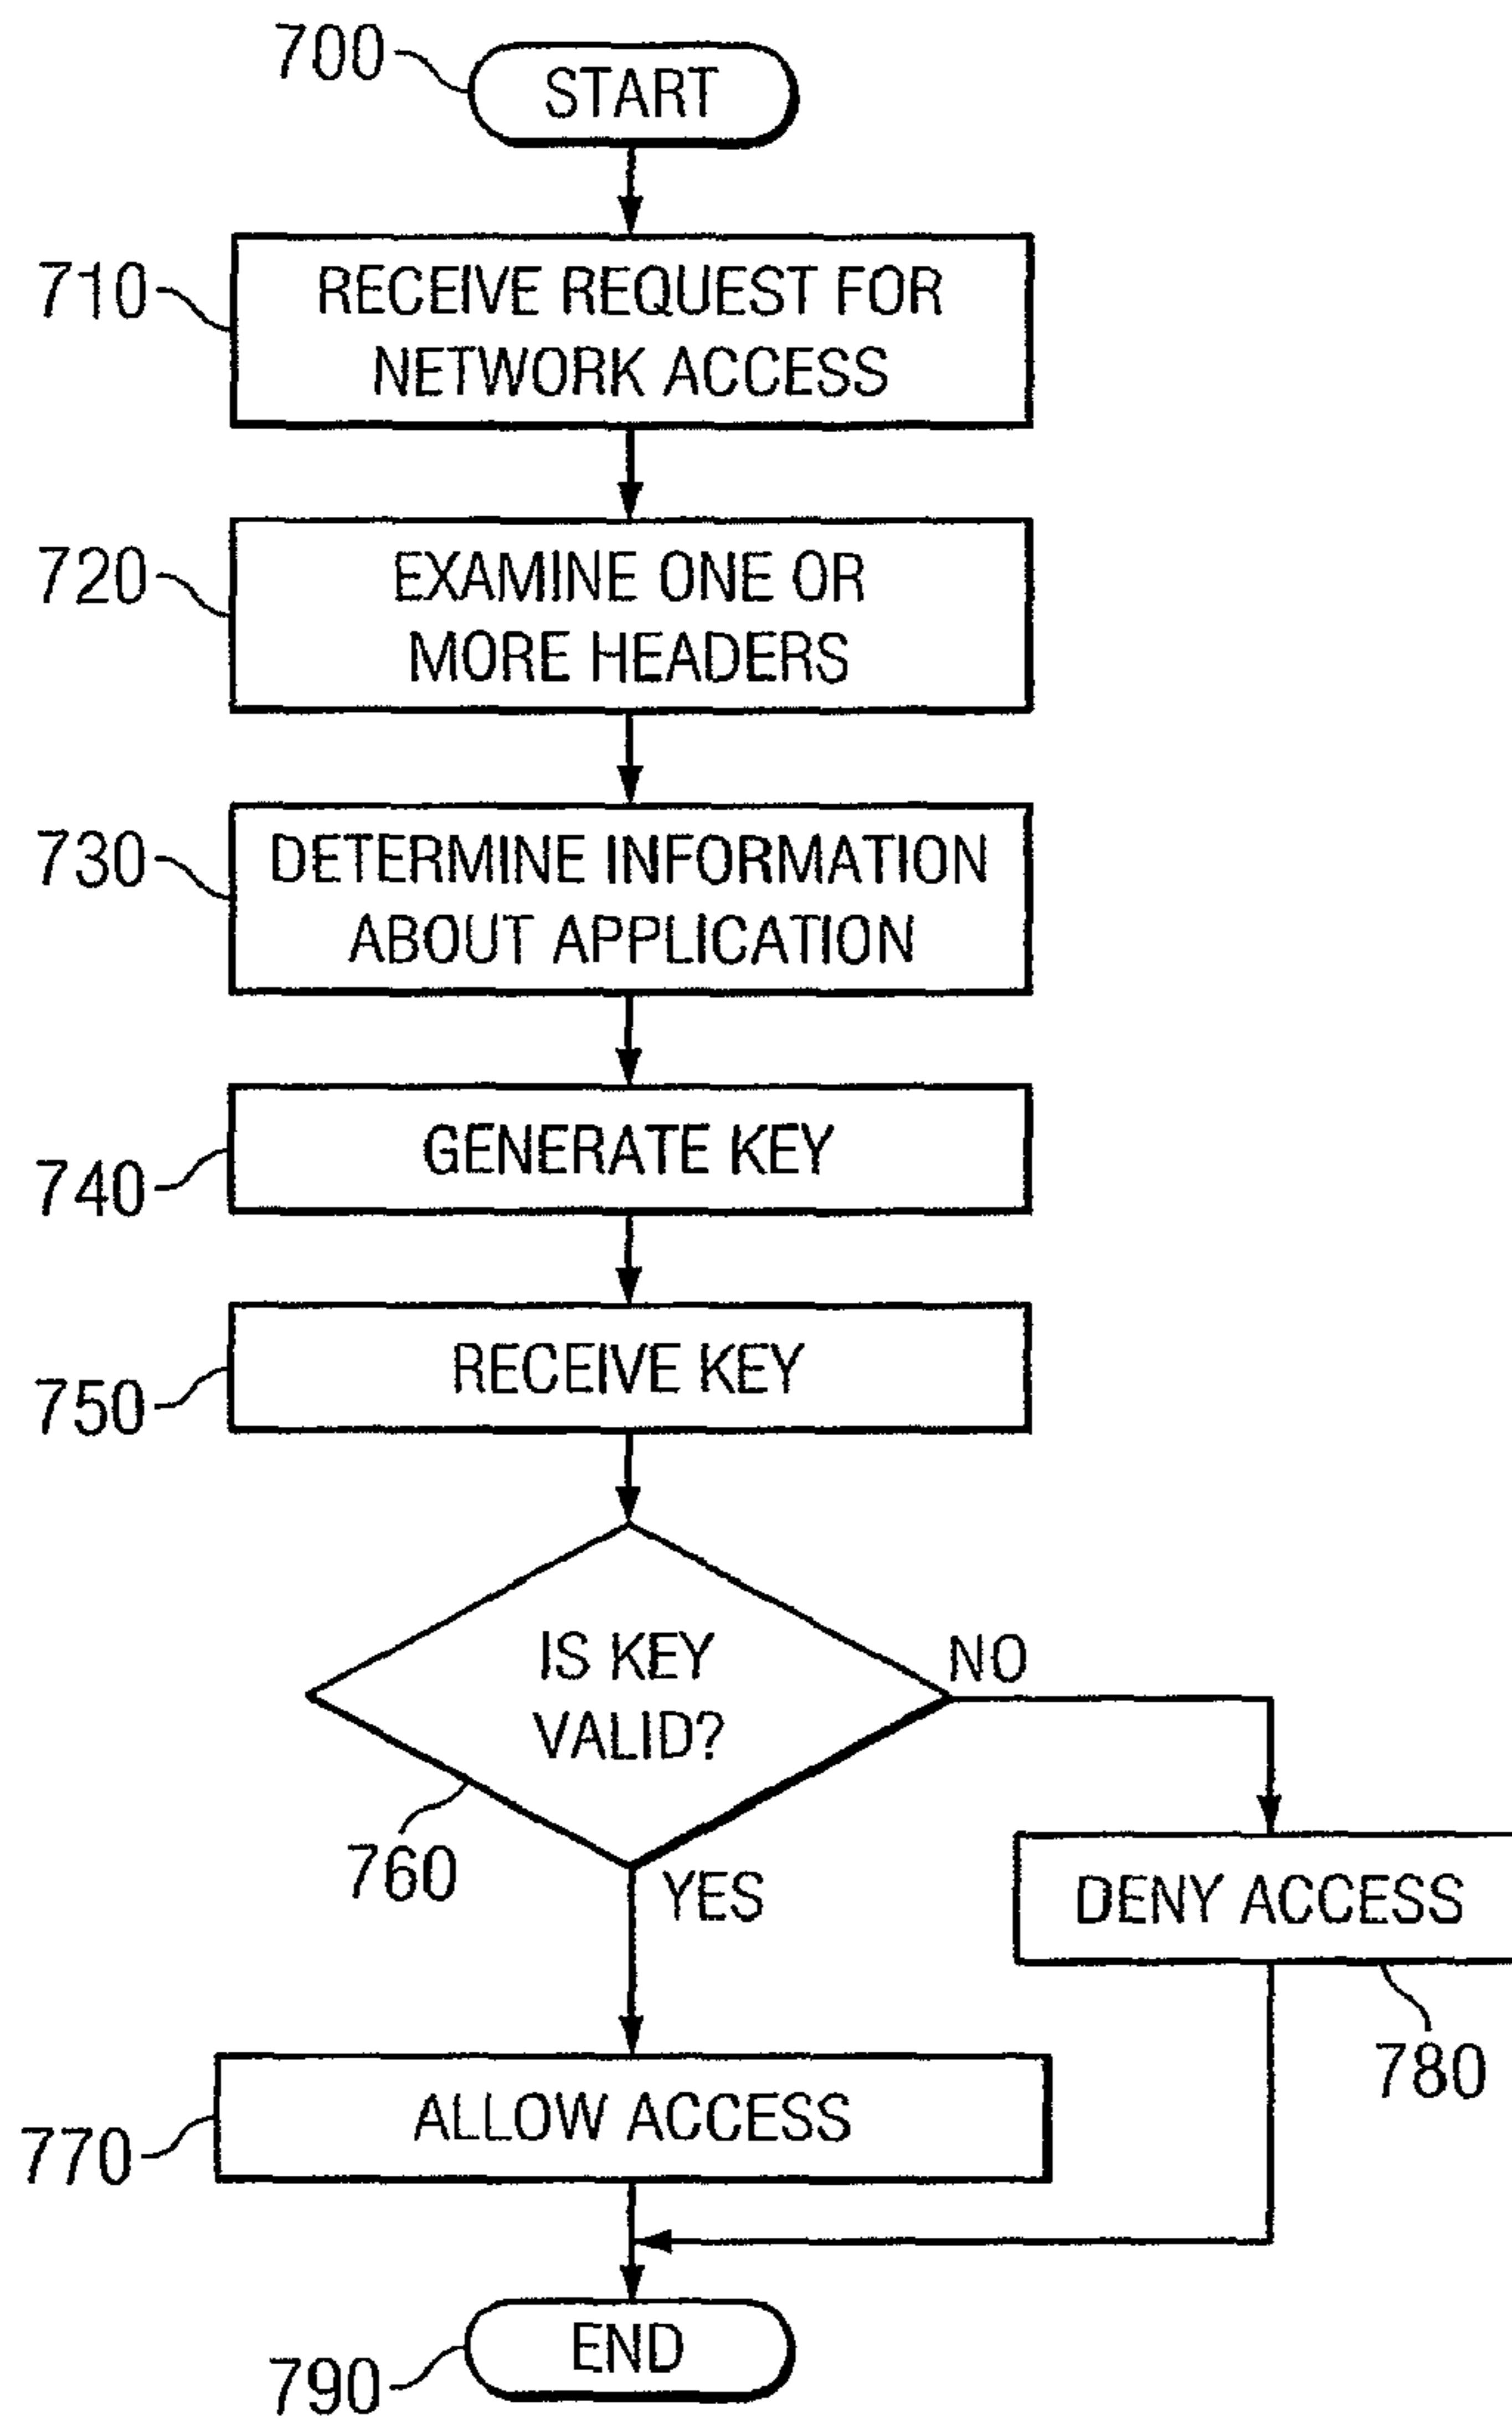 700
START
710
RECEIVE REQUEST FOR
NETWORK ACCESS
720
EXAMINE ONE OR
MORE HEADERS
730
DETERMINE INFORMATION
ABOUT APPLICATION
740
GENERATE KEY
750
RECEIVE KEY
IS KEY
VALID?
NO
760
YES
DENY ACCESS
780
770
ALLOW ACCESS
790
END